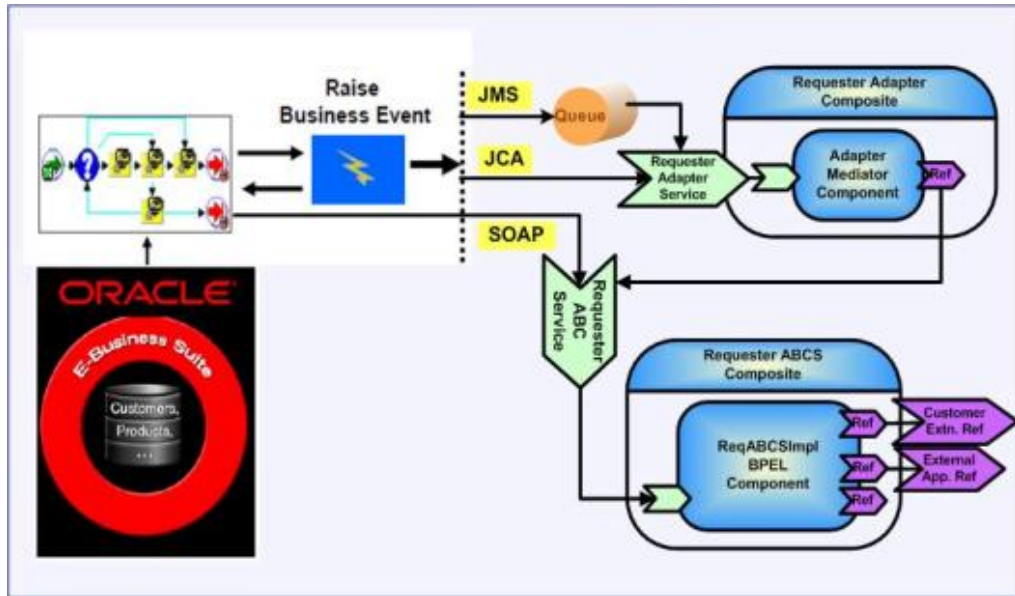 Raise
Business Event
JMS
Queue
JCA
SOAP
Requester
Adapter
Service
Requester Adapter
Composite
Adapter
Mediator
Component
Ref
Requester
ABC
Service
ORACLE®
E-Business Suite
Customers,
Products,
...
?
Requester ABCS
Composite
ReqABCSImpl
BPEL
Component
Ref
Ref
Ref
Customer
Extn. Ref
External
App. Ref